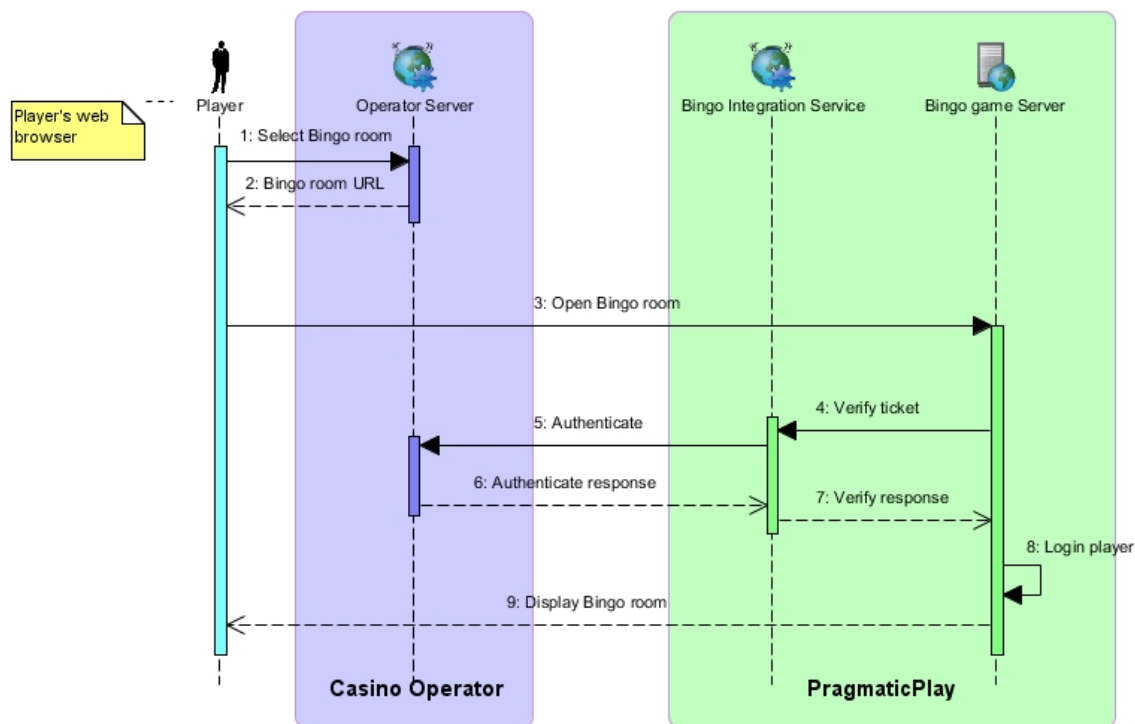 Player
Operator Server
Bingo Integration Service
Bingo game Server
Player's web
browser
1: Select Bingo room
2: Bingo room URL
3: Open Bingo room
4: Verify ticket
5: Authenticate
6: Authenticate response
7: Verify response
8: Login player
9: Display Bingo room
Casino Operator
PragmaticPlay